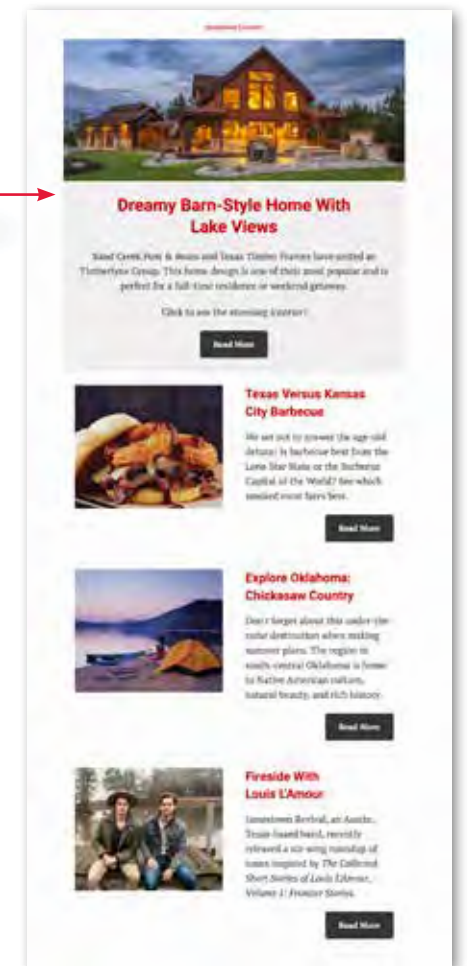 Dreamy Barn-Style Home With
Lake Views
Sand Creek Post & Beam and Texas Timber Frames have united as
Timberlyne Group. This home design is one of their most popular and is
perfect for a full-time residence or weekend getaway.
Click to see the stunning interior!
Read More
Texas Versus Kansas
City Barbecue
We set out to answer the age-old
debate: Is barbecue best from the
Lone Star State or the Barbecue
Capital of the World? See which
smoked meat fares best.
Read More
Explore Oklahoma:
Chickasaw Country
Don't forget about this under-the-
radar destination when making
summer plans. The region in
south-central Oklahoma is home
to Native American culture,
natural beauty, and rich history.
Read More
Fireside With
Louis L'Amour
Jamestown Revival, an Austin,
Texas-based band, recently
released a six-song roundup of
tunes inspired by The Collected
Short Stories of Louis L'Amour,
Volume 1: Frontier Stories.
Read More